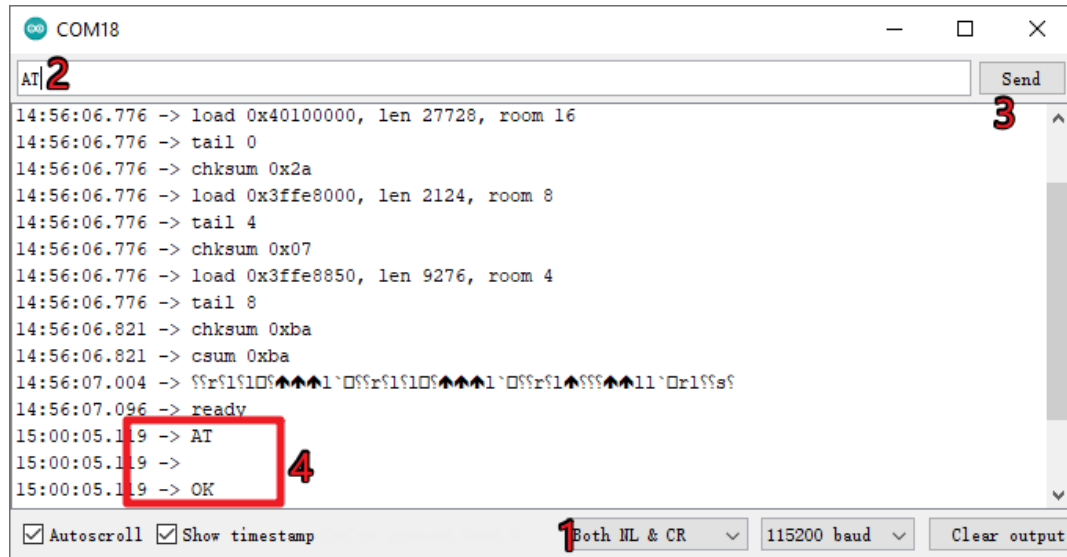 COM18
AT 2
Send
3
14:56:06.776 -> load 0x40100000, len 27728, room 16
14:56:06.776 -> tail 0
14:56:06.776 -> chksum 0x2a
14:56:06.776 -> load 0x3ffe8000, len 2124, room 8
14:56:06.776 -> tail 4
14:56:06.776 -> chksum 0x07
14:56:06.776 -> load 0x3ffe8850, len 9276, room 4
14:56:06.776 -> tail 8
14:56:06.821 -> chksum 0xba
14:56:06.821 -> csum 0xba
14:56:07.004 ->
14:56:07.096 -> ready
15:00:05.119 -> AT
15:00:05.119 ->
4
15:00:05.119 -> OK
Autoscroll Show timestamp 1 Both NL & CR 115200 baud Clear output